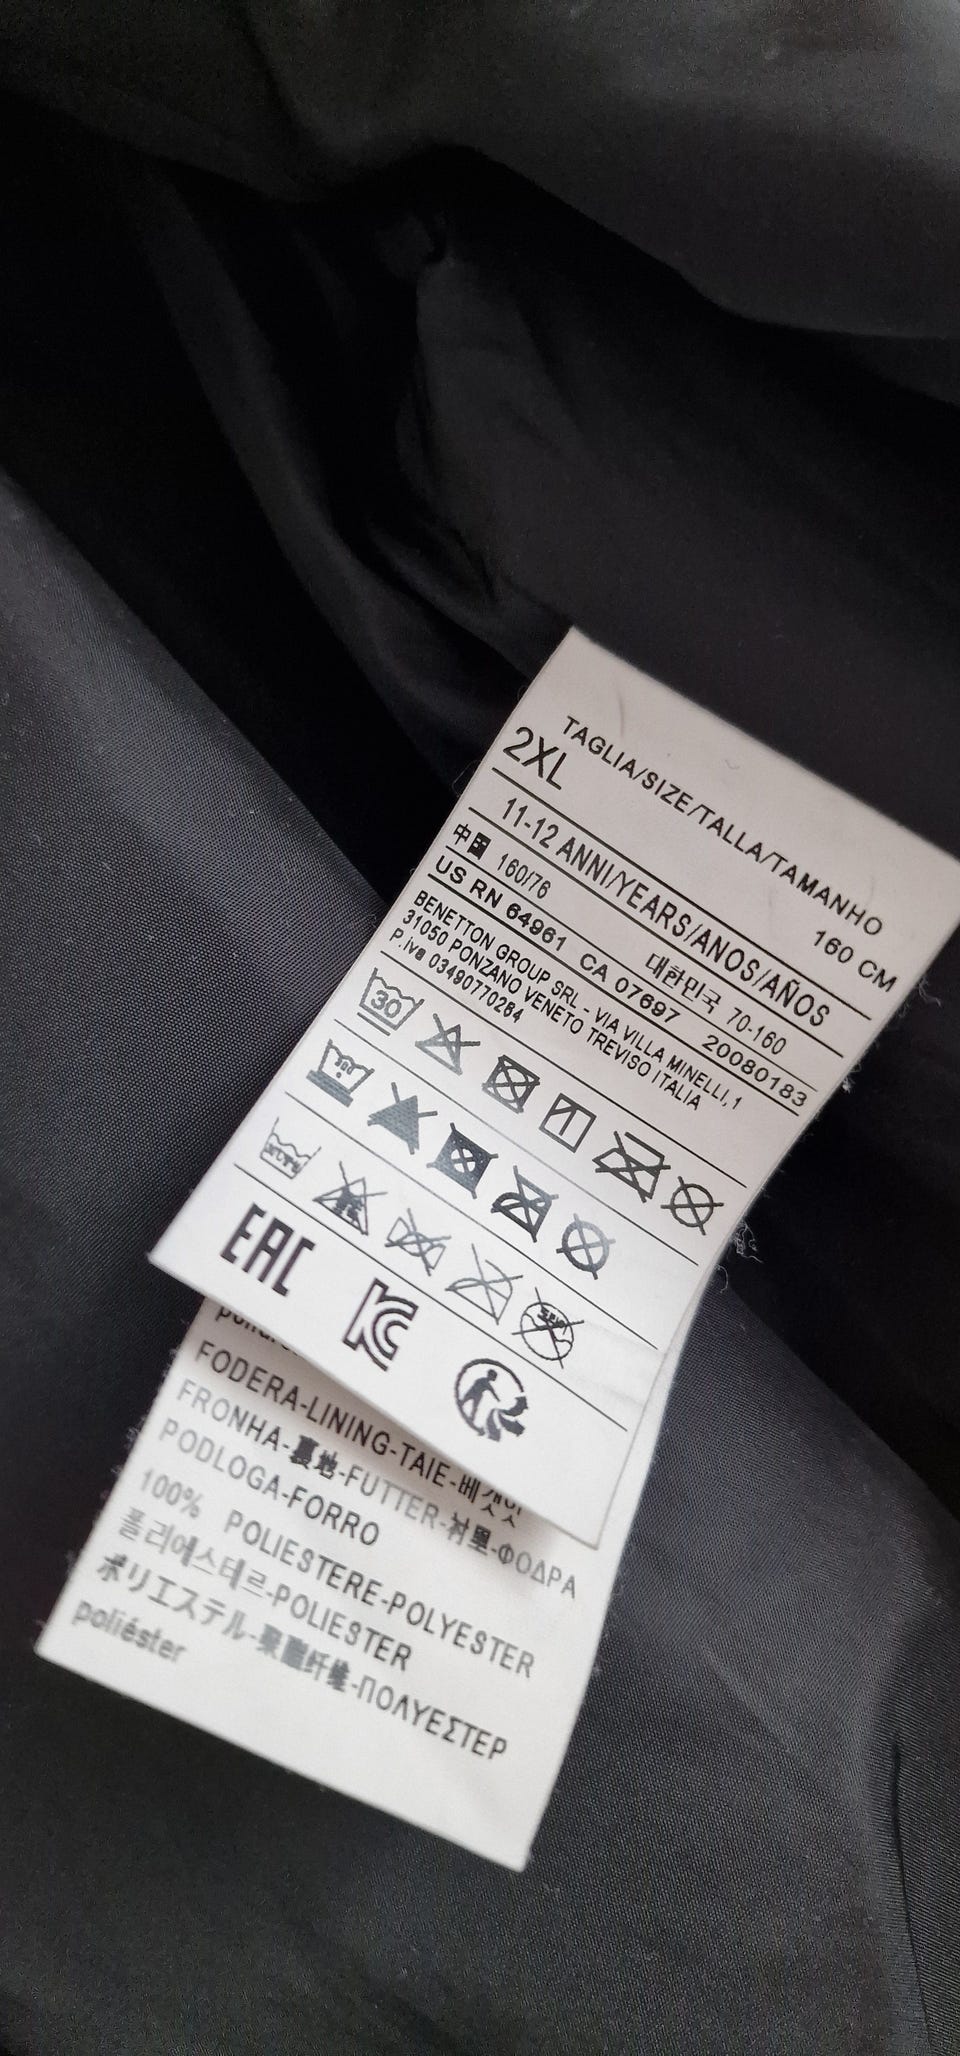 TAGLIA/SIZE/TALLA/TAMANHO
2XL 160 CM
11-12 ANNI/YEARS/ANOS/AÑOS
中国 160/76 대한민국 70-160
US RN 64961 CA 07697 20080183
BENETTON GROUP SRL - VIA VILLA MINELLI,1
31050 PONZANO VENETO TREVISO ITALIA
P.iva 03490770264
30
EAC
FODERA-LINING-TAIE-베갯잇
FRONHA-裏地-FUTTER-衬里-ΦΟΔΡΑ
PODLOGA-FORRO
100% POLIESTERE-POLYESTER
폴리에스테르-POLIESTER
ポリエステル-聚酯纤维-ΠΟΛΥΕΣΤΕΡ
poliéster